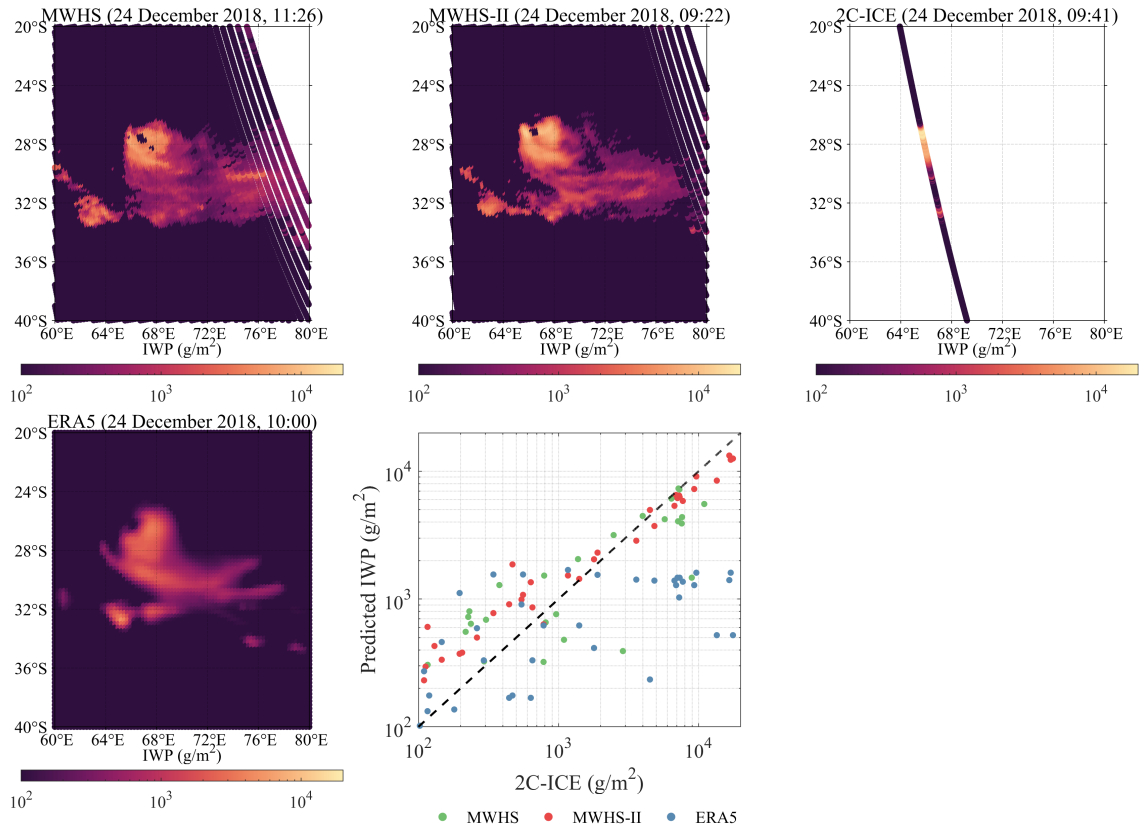 MWHS (24 December 2018, 11:26)
20°S
24°S
28°S
32°S
36°S
40°S
60°E 64°E 68°E 72°E 76°E 80°E
IWP (g/m²)
10² 10³ 10⁴
MWHS-II (24 December 2018, 09:22)
20°S
24°S
28°S
32°S
36°S
40°S
60°E 64°E 68°E 72°E 76°E 80°E
IWP (g/m²)
10² 10³ 10⁴
2C-ICE (24 December 2018, 09:41)
20°S
24°S
28°S
32°S
36°S
40°S
60°E 64°E 68°E 72°E 76°E 80°E
IWP (g/m²)
10² 10³ 10⁴
ERA5 (24 December 2018, 10:00)
20°S
24°S
28°S
32°S
36°S
40°S
60°E 64°E 68°E 72°E 76°E 80°E
IWP (g/m²)
10² 10³ 10⁴
Predicted IWP (g/m²)
10⁴
10³
10²
10² 10³ 10⁴
2C-ICE (g/m²)
MWHS MWHS-II ERA5